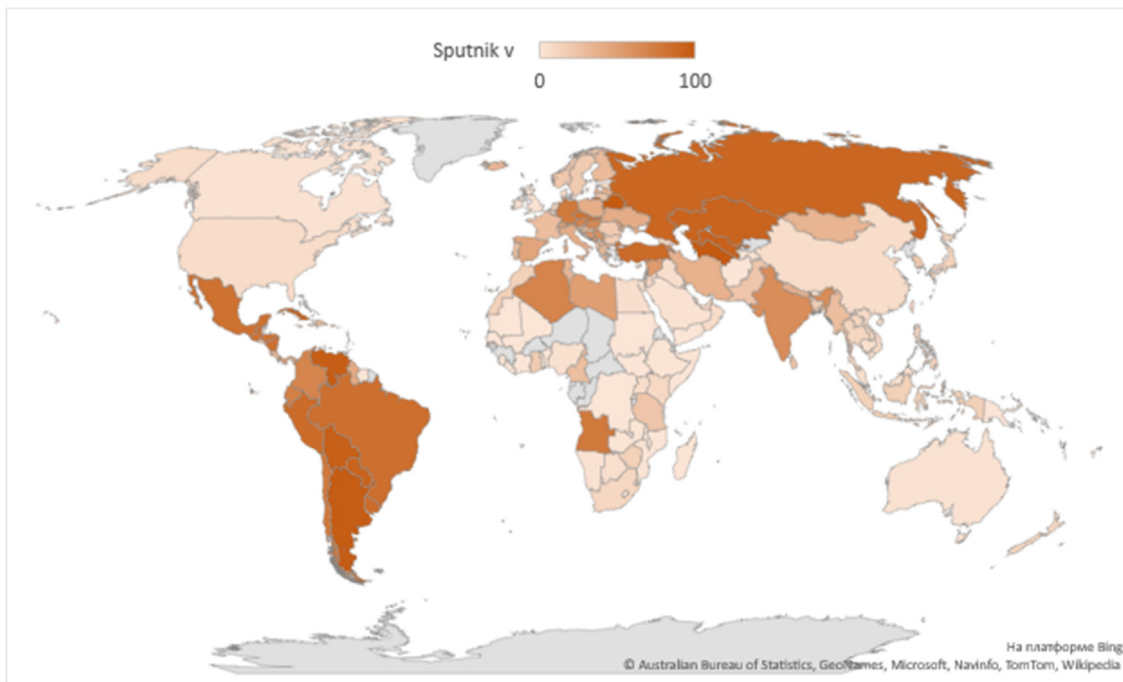 Sputnik v
0 100
На платформе Bing
© Australian Bureau of Statistics, GeoNames, Microsoft, Navinfo, TomTom, Wikipedia